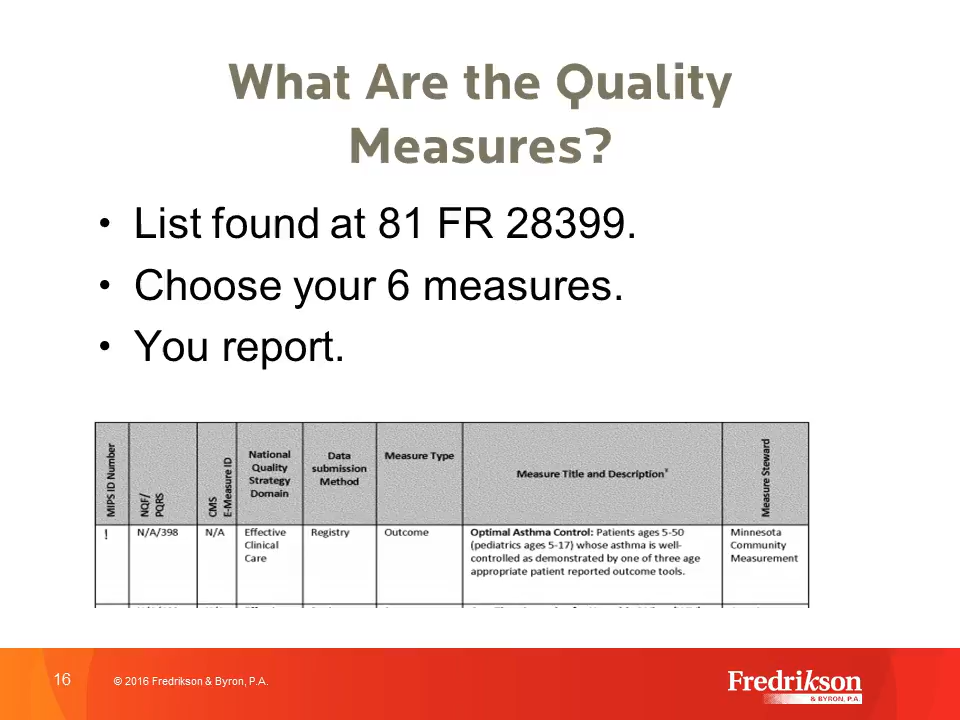 What Are the Quality
Measures?
• List found at 81 FR 28399.
• Choose your 6 measures.
• You report.
MIPS ID Number
NQF/
PQRS
CMS
E-Measure ID
National
Quality
Strategy
Domain
Data
submission
Method
Measure Type
Measure Title and Description
Measure Steward
!
N/A/398
N/A
Effective
Clinical
Care
Registry
Outcome
Optimal Asthma Control: Patients ages 5-50
(pediatrics ages 5-17) whose asthma is well-
controlled as demonstrated by one of three age
appropriate patient reported outcome tools.
Minnesota
Community
Measurement
16
© 2016 Fredrikson & Byron, P.A.
Fredrikson
& BYRON, P.A.